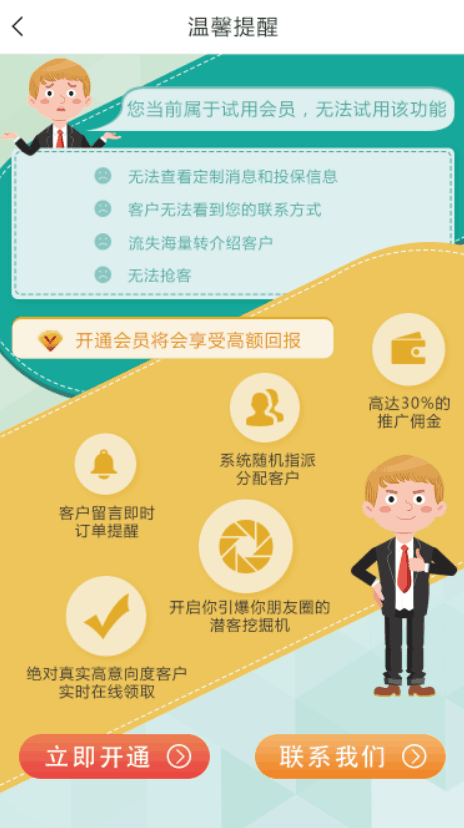 温馨提醒
您当前属于试用会员，无法试用该功能
无法查看定制消息和投保信息
客户无法看到您的联系方式
流失海量转介绍客户
无法抢客
开通会员将会享受高额回报
高达30%的
推广佣金
系统随机指派
分配客户
客户留言即时
订单提醒
开启你引爆你朋友圈的
潜客挖掘机
绝对真实高意向度客户
实时在线领取
立即开通
联系我们